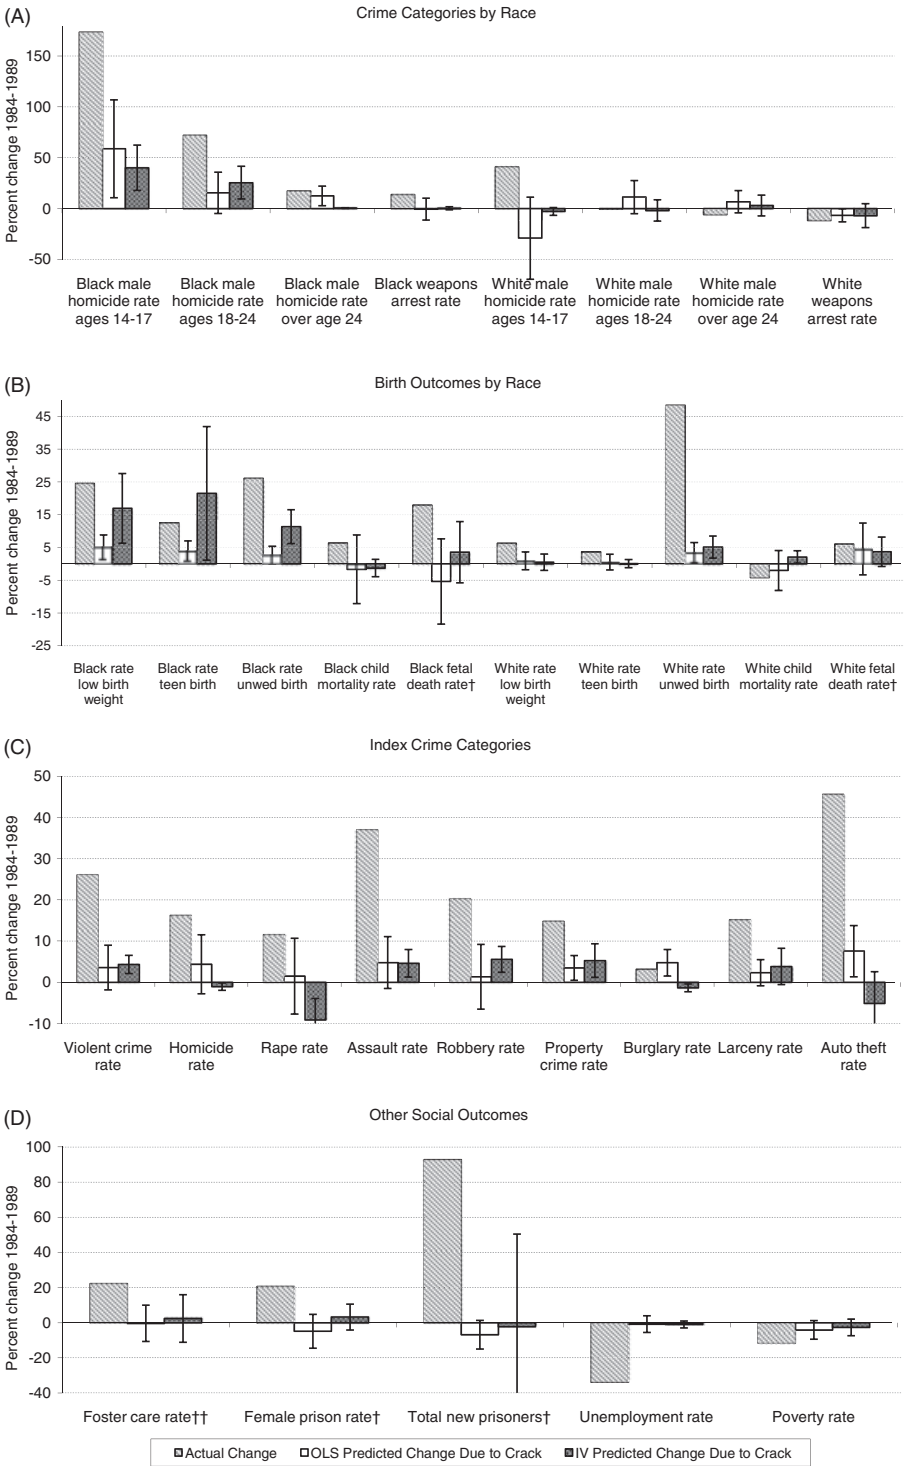 (A)
Crime Categories by Race
Percent change 1984-1989
150
100
50
0
-50
Black male homicide rate ages 14-17
Black male homicide rate ages 18-24
Black male homicide rate over age 24
Black weapons arrest rate
White male homicide rate ages 14-17
White male homicide rate ages 18-24
White male homicide rate over age 24
White weapons arrest rate
(B)
Birth Outcomes by Race
Percent change 1984-1989
45
35
25
15
5
-5
-15
-25
Black rate low birth weight
Black rate teen birth
Black rate unwed birth
Black child mortality rate
Black fetal death rate†
White rate low birth weight
White rate teen birth
White rate unwed birth
White child mortality rate
White fetal death rate†
(C)
Index Crime Categories
Percent change 1984-1989
50
40
30
20
10
0
-10
Violent crime rate
Homicide rate
Rape rate
Assault rate
Robbery rate
Property crime rate
Burglary rate
Larceny rate
Auto theft rate
(D)
Other Social Outcomes
Percent change 1984-1989
100
80
60
40
20
0
-20
-40
Foster care rate††
Female prison rate†
Total new prisoners†
Unemployment rate
Poverty rate
Actual Change
OLS Predicted Change Due to Crack
IV Predicted Change Due to Crack